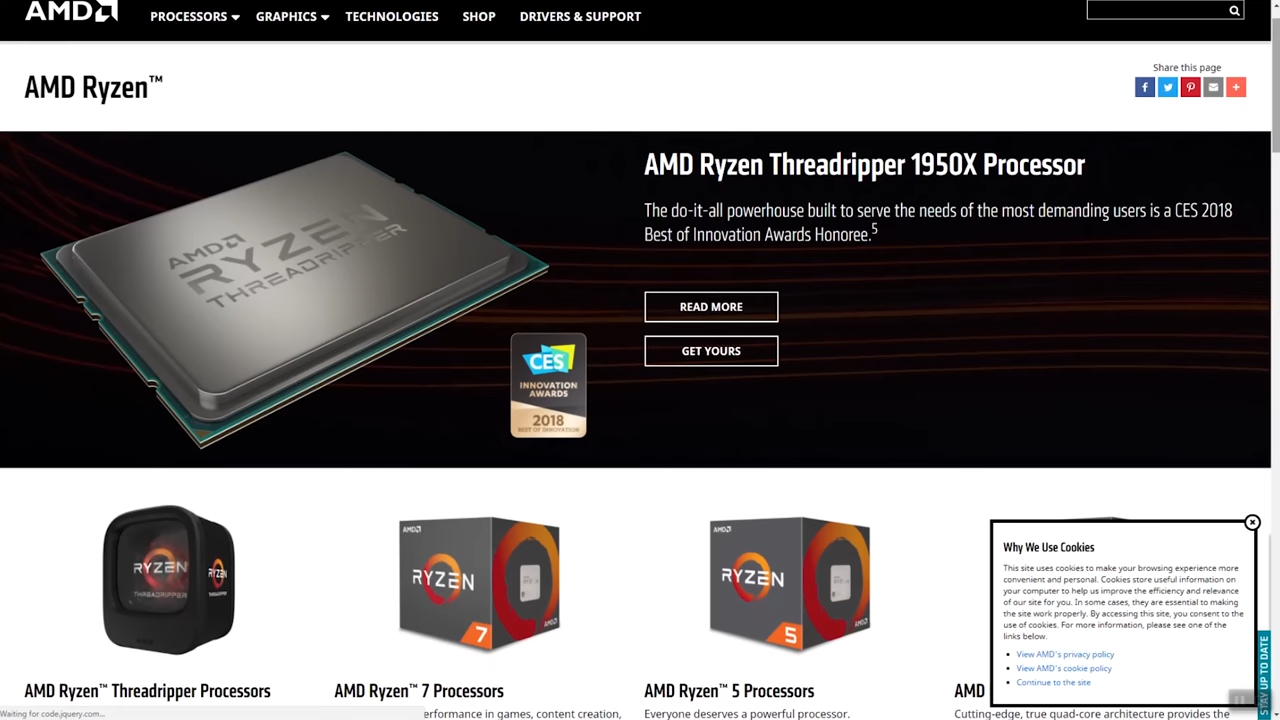 AMD
PROCESSORS
GRAPHICS
TECHNOLOGIES
SHOP
DRIVERS & SUPPORT
AMD Ryzen™
Share this page
AMD
RYZEN
THREADRIPPER
CES
INNOVATION
AWARDS
2018
BEST OF INNOVATION
AMD Ryzen Threadripper 1950X Processor
The do-it-all powerhouse built to serve the needs of the most demanding users is a CES 2018
Best of Innovation Awards Honoree.5
READ MORE
GET YOURS
RYZEN
THREADRIPPER
RYZEN
AMD Ryzen™ Threadripper Processors
AMD
RYZEN
7
AMD
AMD Ryzen™ 7 Processors
erformance in games, content creation,
AMD
RYZEN
5
AMD
AMD Ryzen™ 5 Processors
Everyone deserves a powerful processor.
AMD
Cutting-edge, true quad-core architecture provides the
Why We Use Cookies
This site uses cookies to make your browsing experience more
convenient and personal. Cookies store useful information on
your computer to help us improve the efficiency and relevance
of our site for you. In some cases, they are essential to making
the site work properly. By accessing this site, you consent to the
use of cookies. For more information, please see one of the
links below.
View AMD's privacy policy
View AMD's cookie policy
Continue to the site
STAY UP TO DATE
Waiting for code.jquery.com...